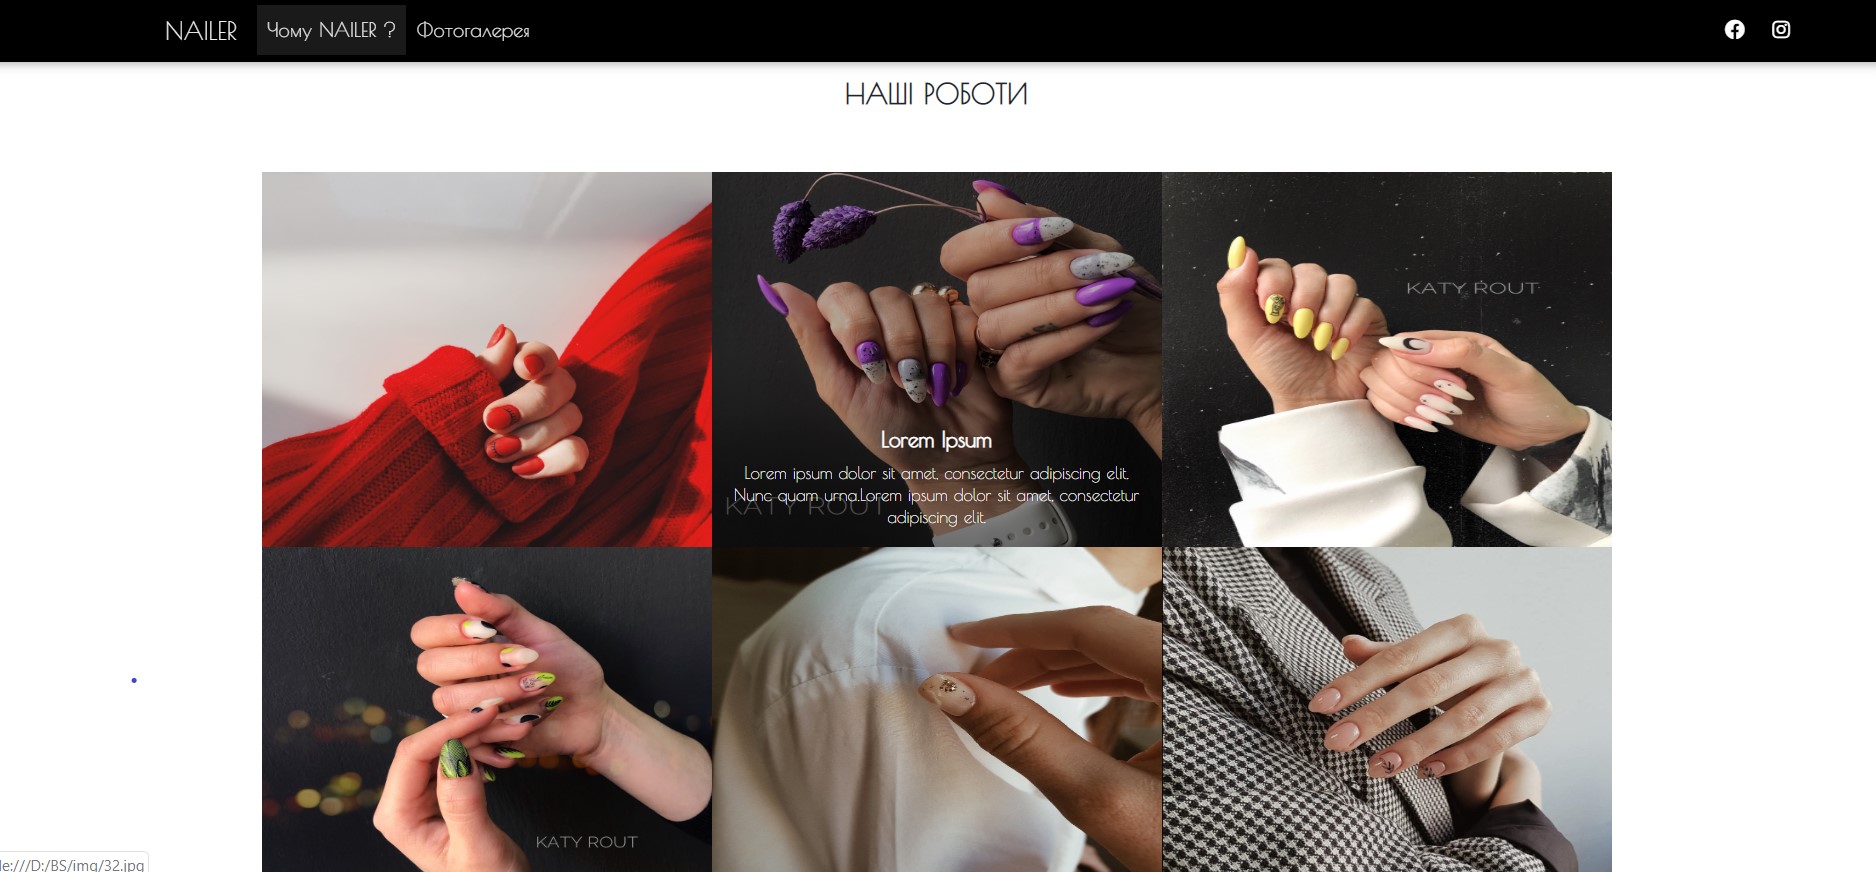 NAILER Чому NAILER ? Фотогалерея
НАШІ РОБОТИ
KATY ROUT
Lorem Ipsum
Lorem ipsum dolor sit amet, consectetur adipiscing elit.
Nunc quam urna.Lorem ipsum dolor sit amet, consectetur
adipiscing elit.
KATY ROUT
KATY ROUT
le:///D:/BS/img/32.jpg